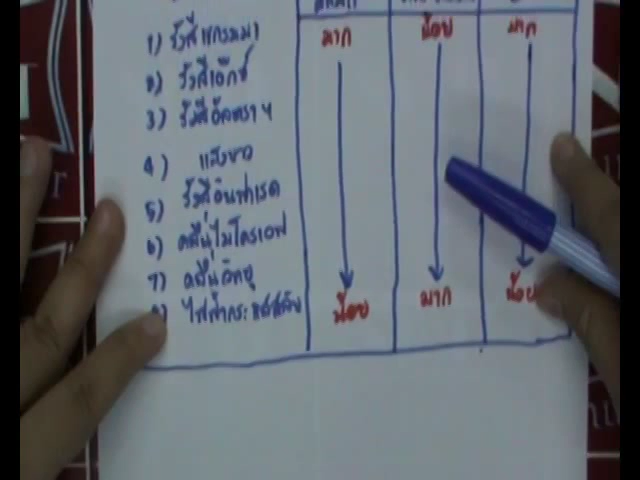 1) รังสีแกรมมา มาก น้อย มาก
2) รังสีเอ็กซ์
3) รังสีอัลตราฯ
4) แสงขาว
5) รังสีอินฟาเรด
6) คลื่นไมโครเวฟ
7) คลื่นวิทยุ
8) ไฟฟ้ากระแสสลับ น้อย มาก น้อย